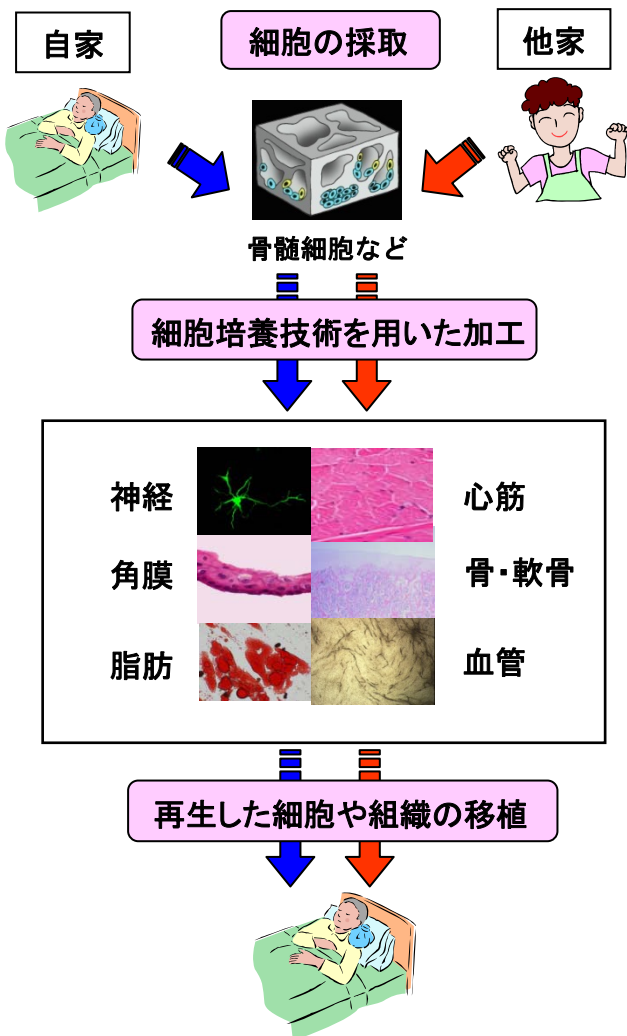 自家
細胞の採取
他家
骨髄細胞など
細胞培養技術を用いた加工
神経
心筋
角膜
骨・軟骨
脂肪
血管
再生した細胞や組織の移植